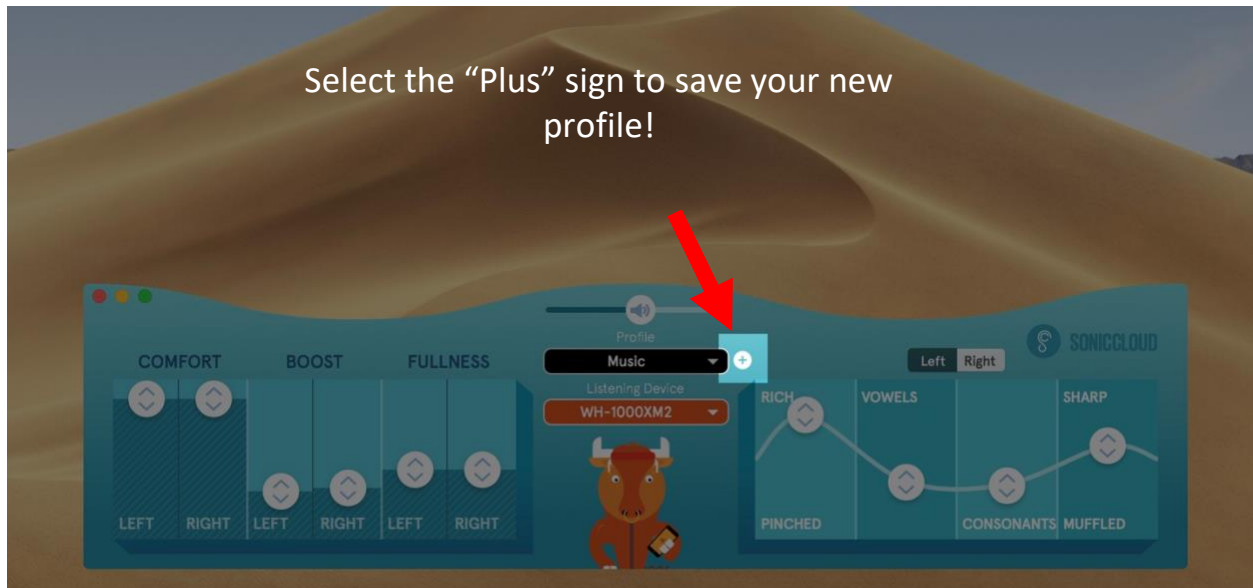 Select the “Plus” sign to save your new
profile!
Profile
Music
Listening Device
WH-1000XM2
COMFORT BOOST FULLNESS
LEFT RIGHT LEFT RIGHT LEFT RIGHT
SONICCLOUD
Left Right
RICH VOWELS SHARP
PINCHED CONSONANTS MUFFLED